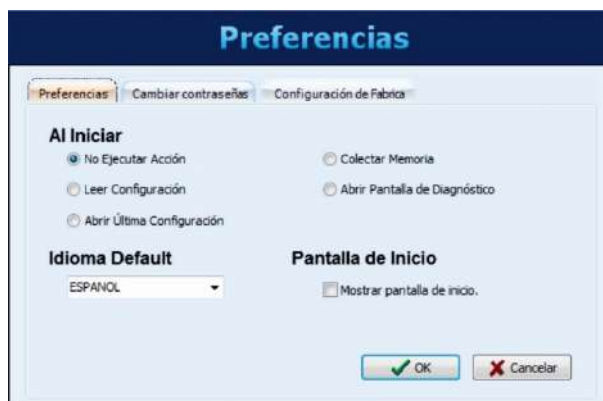 Preferencias
Preferencias Cambiar contraseñas Configuración de Fabrica
Al Iniciar
No Ejecutar Acción Colectar Memoria
Leer Configuración Abrir Pantalla de Diagnóstico
Abrir Última Configuración
Idioma Default Pantalla de Inicio
ESPANOL Mostrar pantalla de inicio.
OK Cancelar